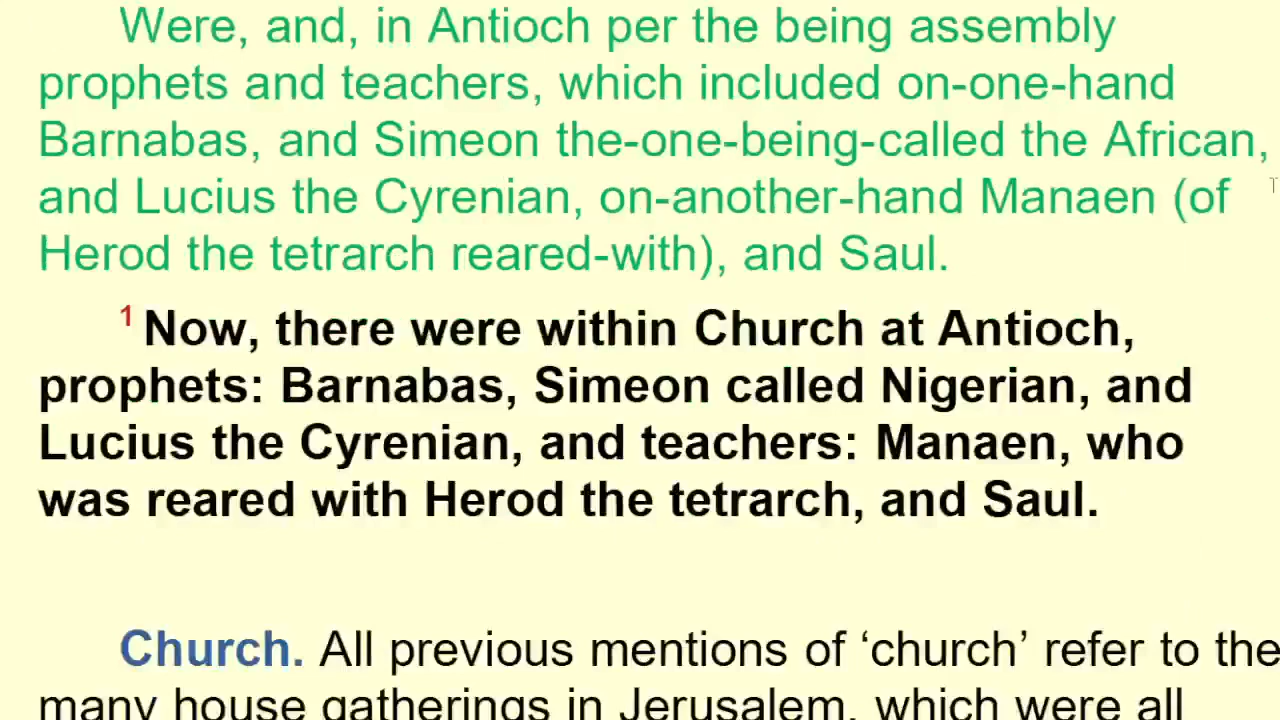 Were, and, in Antioch per the being assembly
prophets and teachers, which included on-one-hand
Barnabas, and Simeon the-one-being-called the African,
and Lucius the Cyrenian, on-another-hand Manaen (of
Herod the tetrarch reared-with), and Saul.
1 Now, there were within Church at Antioch,
prophets: Barnabas, Simeon called Nigerian, and
Lucius the Cyrenian, and teachers: Manaen, who
was reared with Herod the tetrarch, and Saul.
Church. All previous mentions of ‘church’ refer to the
many house gatherings in Jerusalem, which were all